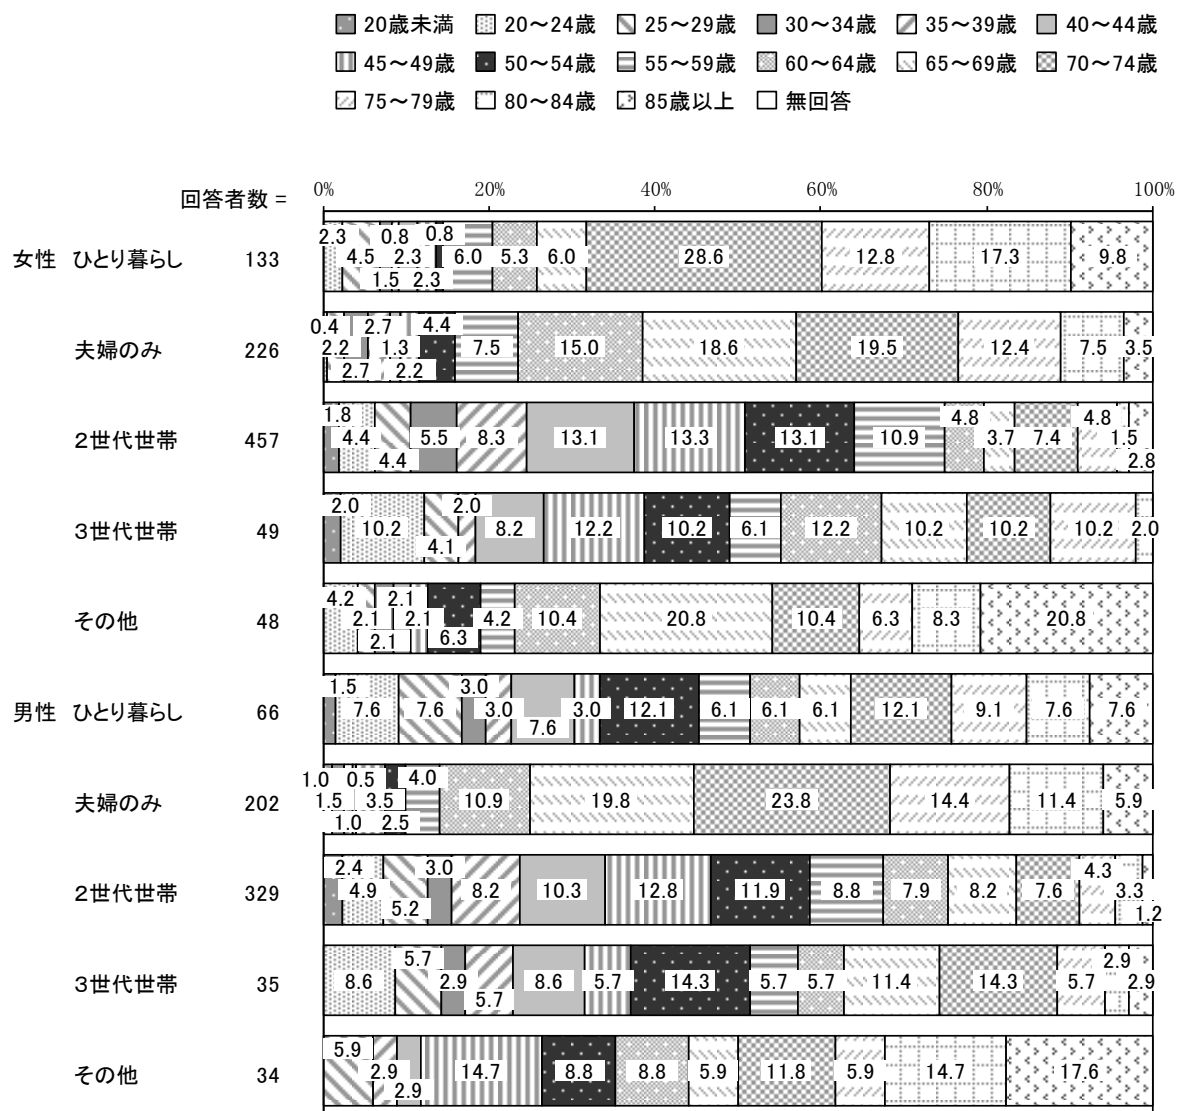 20歳未満 20～24歳 25～29歳 30～34歳 35～39歳 40～44歳
45～49歳 50～54歳 55～59歳 60～64歳 65～69歳 70～74歳
75～79歳 80～84歳 85歳以上 無回答
回答者数 = 0% 20% 40% 60% 80% 100%
女性 ひとり暮らし 133 2.3 4.5 1.5 0.8 2.3 2.3 0.8 6.0 5.3 6.0 28.6 12.8 17.3 9.8
夫婦のみ 226 0.4 2.2 2.7 2.7 1.3 2.2 4.4 7.5 15.0 18.6 19.5 12.4 7.5 3.5
２世代世帯 457 1.8 4.4 4.4 5.5 8.3 13.1 13.3 13.1 10.9 4.8 3.7 7.4 4.8 1.5 2.8
３世代世帯 49 2.0 10.2 4.1 2.0 8.2 12.2 10.2 6.1 12.2 10.2 10.2 10.2 2.0
その他 48 4.2 2.1 2.1 2.1 2.1 6.3 4.2 10.4 20.8 10.4 6.3 8.3 20.8
男性 ひとり暮らし 66 1.5 7.6 7.6 3.0 3.0 7.6 3.0 12.1 6.1 6.1 6.1 12.1 9.1 7.6 7.6
夫婦のみ 202 1.0 1.5 1.0 0.5 3.5 2.5 4.0 10.9 19.8 23.8 14.4 11.4 5.9
２世代世帯 329 2.4 4.9 5.2 3.0 8.2 10.3 12.8 11.9 8.8 7.9 8.2 7.6 4.3 3.3 1.2
３世代世帯 35 8.6 5.7 2.9 5.7 8.6 5.7 14.3 5.7 5.7 11.4 14.3 5.7 2.9 2.9
その他 34 5.9 2.9 2.9 14.7 8.8 8.8 5.9 11.8 5.9 14.7 17.6